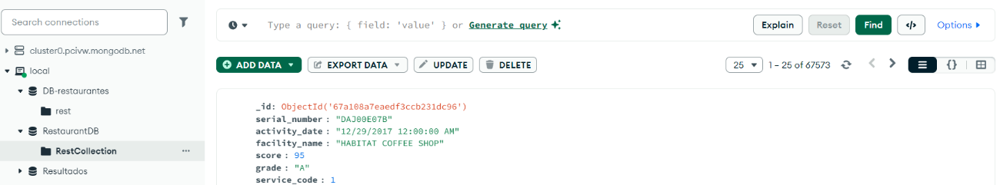 Search connections
cluster0.pcivw.mongodb.net
local
DB-restaurantes
rest
RestaurantDB
RestCollection ...
Resultados
Type a query: { field: 'value' } or Generate query
Explain Reset Find </> Options
ADD DATA EXPORT DATA UPDATE DELETE 25 1 – 25 of 67573 {}
_id: ObjectId('67a108a7eaedf3ccb231dc96')
serial_number : "DAJ00E07B"
activity_date : "12/29/2017 12:00:00 AM"
facility_name : "HABITAT COFFEE SHOP"
score : 95
grade : "A"
service_code : 1